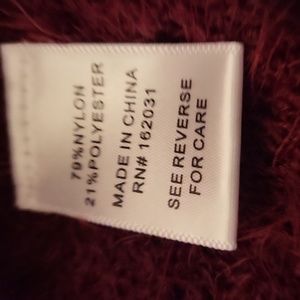 79%NYLON
21%POLYESTER
MADE IN CHINA
RN# 162031
SEE REVERSE
FOR CARE